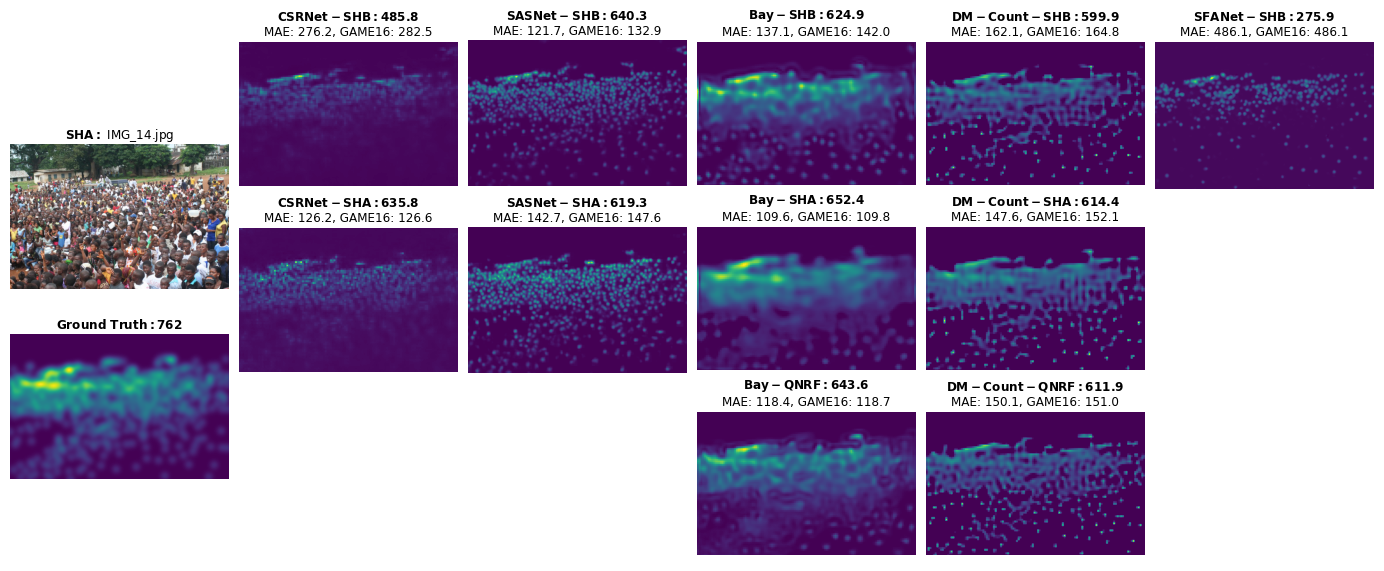 CSRNet − SHB : 485.8
MAE: 276.2, GAME16: 282.5
SASNet − SHB : 640.3
MAE: 121.7, GAME16: 132.9
Bay − SHB : 624.9
MAE: 137.1, GAME16: 142.0
DM − Count − SHB : 599.9
MAE: 162.1, GAME16: 164.8
SFANet − SHB : 275.9
MAE: 486.1, GAME16: 486.1
SHA : IMG_14.jpg
CSRNet − SHA : 635.8
MAE: 126.2, GAME16: 126.6
SASNet − SHA : 619.3
MAE: 142.7, GAME16: 147.6
Bay − SHA : 652.4
MAE: 109.6, GAME16: 109.8
DM − Count − SHA : 614.4
MAE: 147.6, GAME16: 152.1
Ground Truth : 762
Bay − QNRF : 643.6
MAE: 118.4, GAME16: 118.7
DM − Count − QNRF : 611.9
MAE: 150.1, GAME16: 151.0